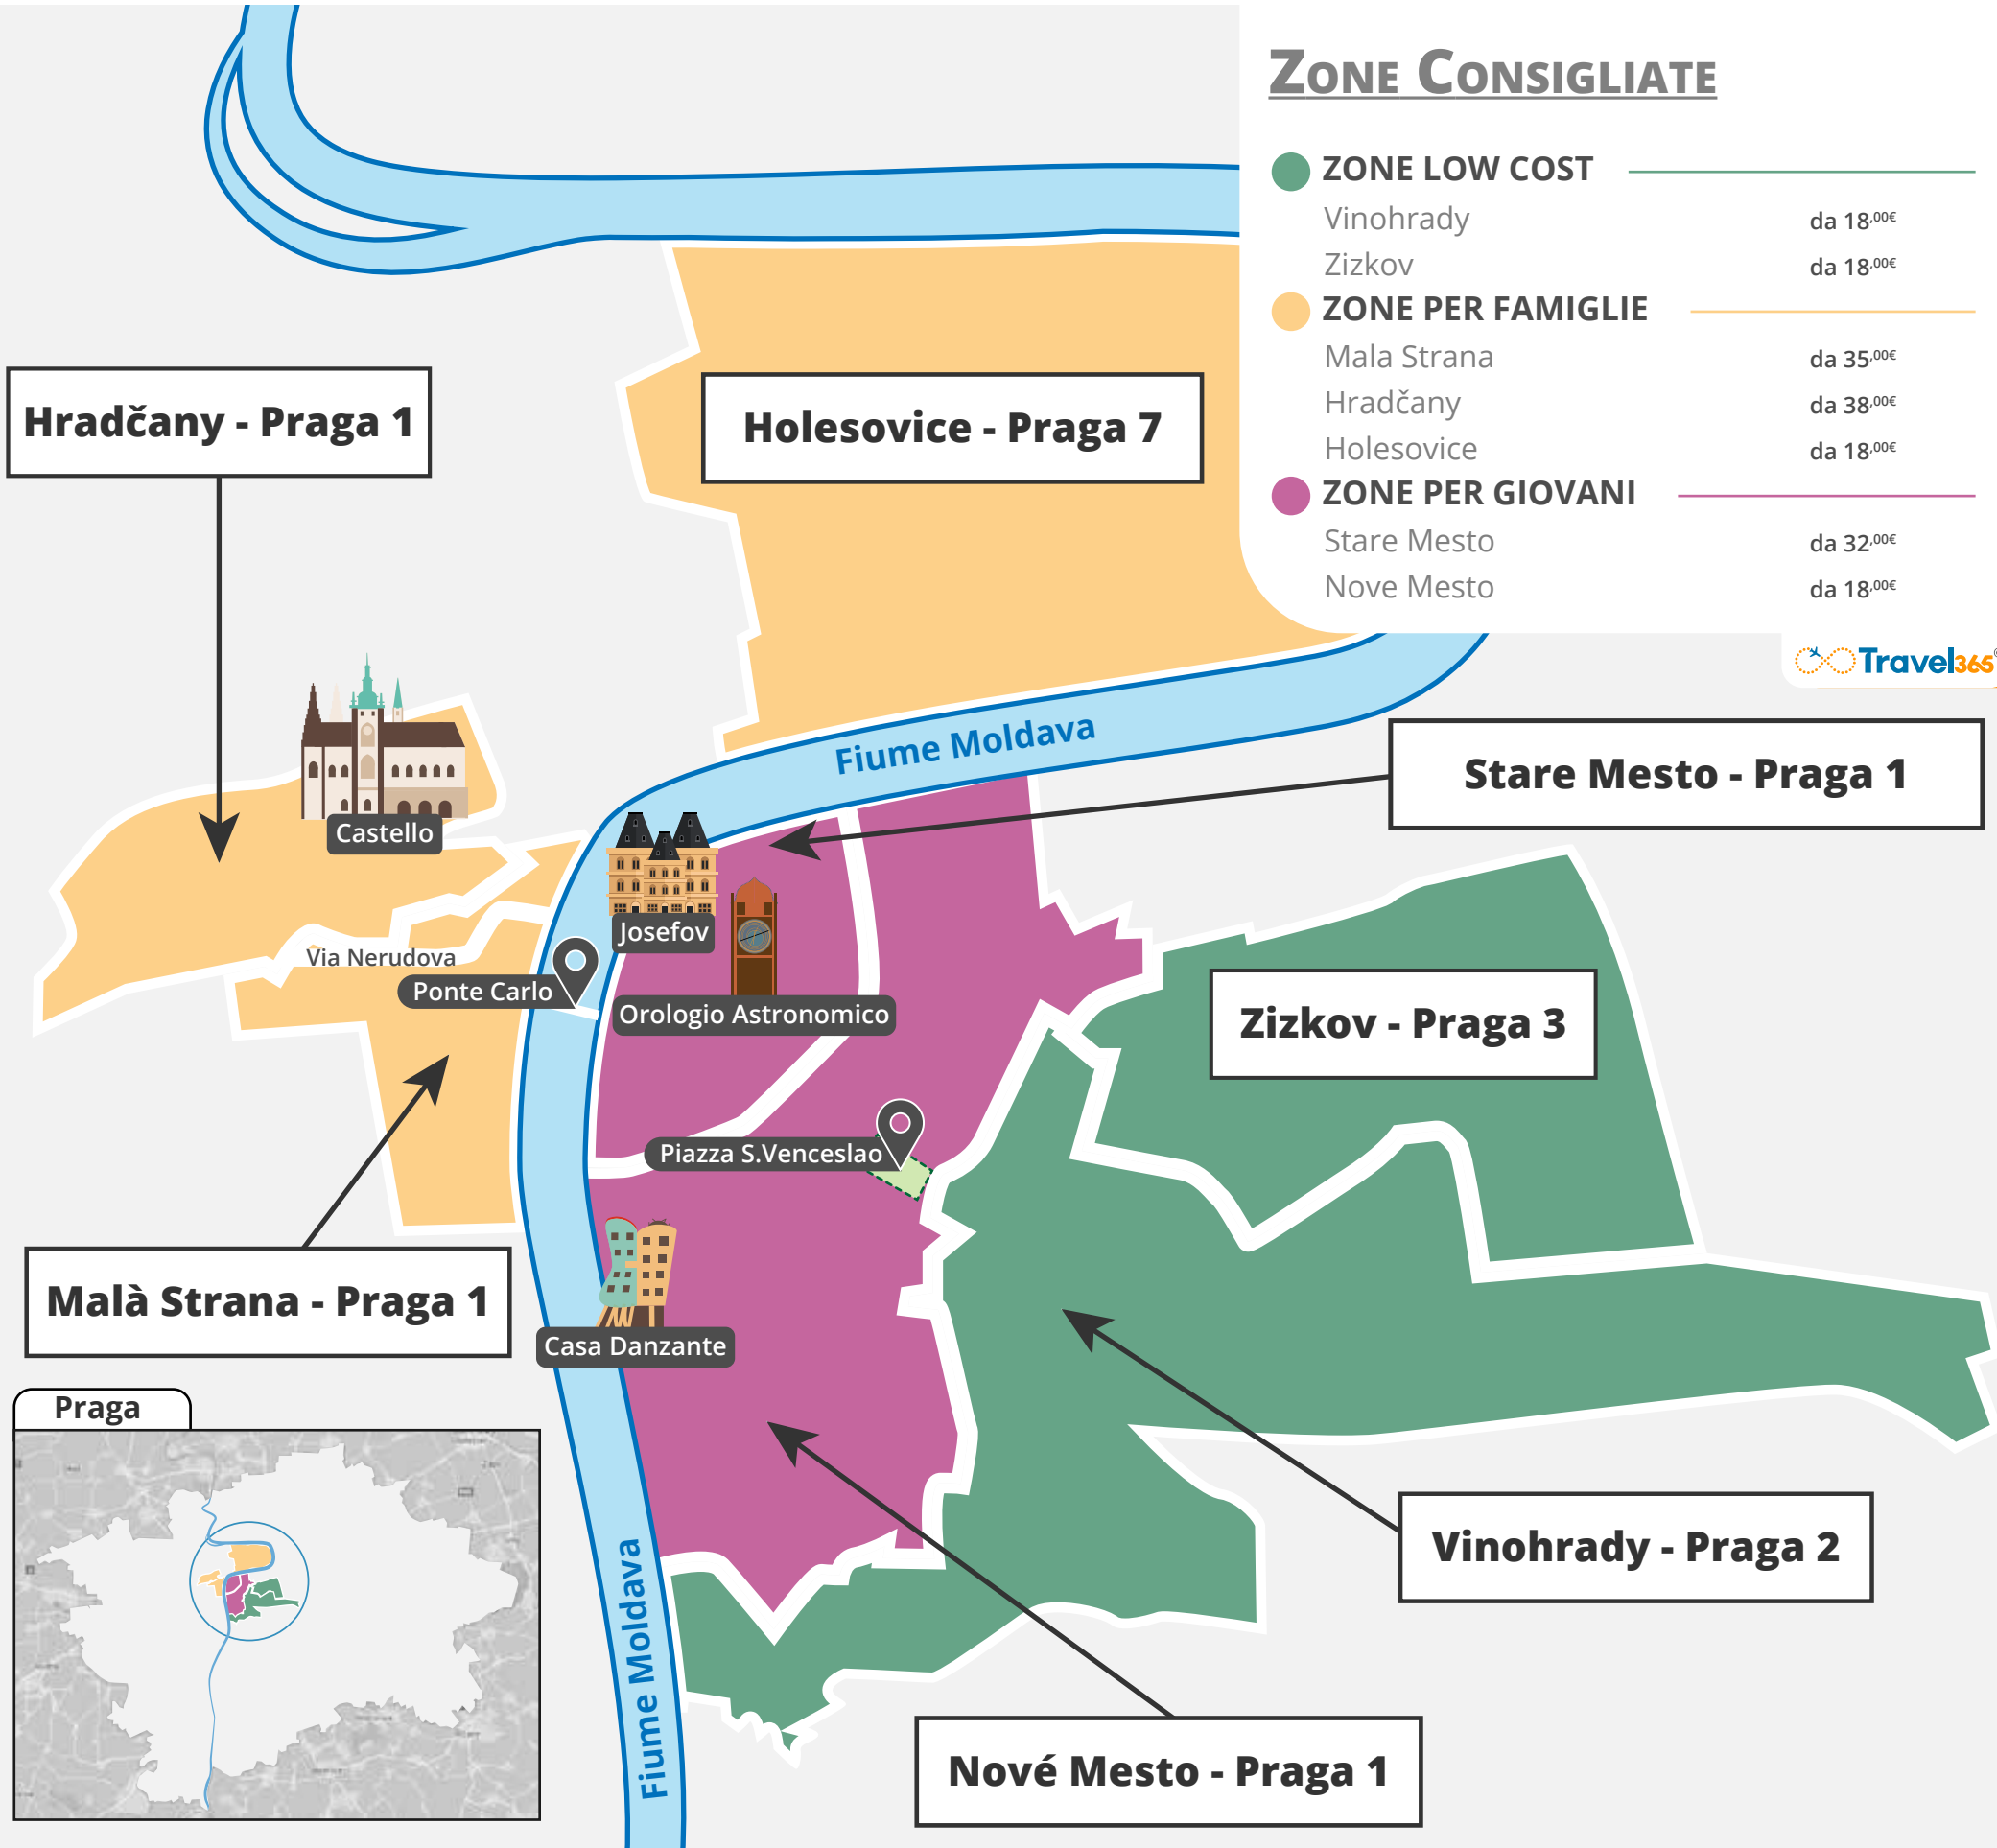 Zone Consigliate
ZONE LOW COST
Vinohrady da 18,00€
Zizkov da 18,00€
ZONE PER FAMIGLIE
Mala Strana da 35,00€
Hradčany da 38,00€
Holesovice da 18,00€
ZONE PER GIOVANI
Stare Mesto da 32,00€
Nove Mesto da 18,00€
Travel365
Hradčany - Praga 1
Holesovice - Praga 7
Fiume Moldava
Stare Mesto - Praga 1
Castello
Josefov
Via Nerudova
Ponte Carlo
Orologio Astronomico
Zizkov - Praga 3
Piazza S.Venceslao
Malà Strana - Praga 1
Casa Danzante
Praga
Vinohrady - Praga 2
Fiume Moldava
Nové Mesto - Praga 1